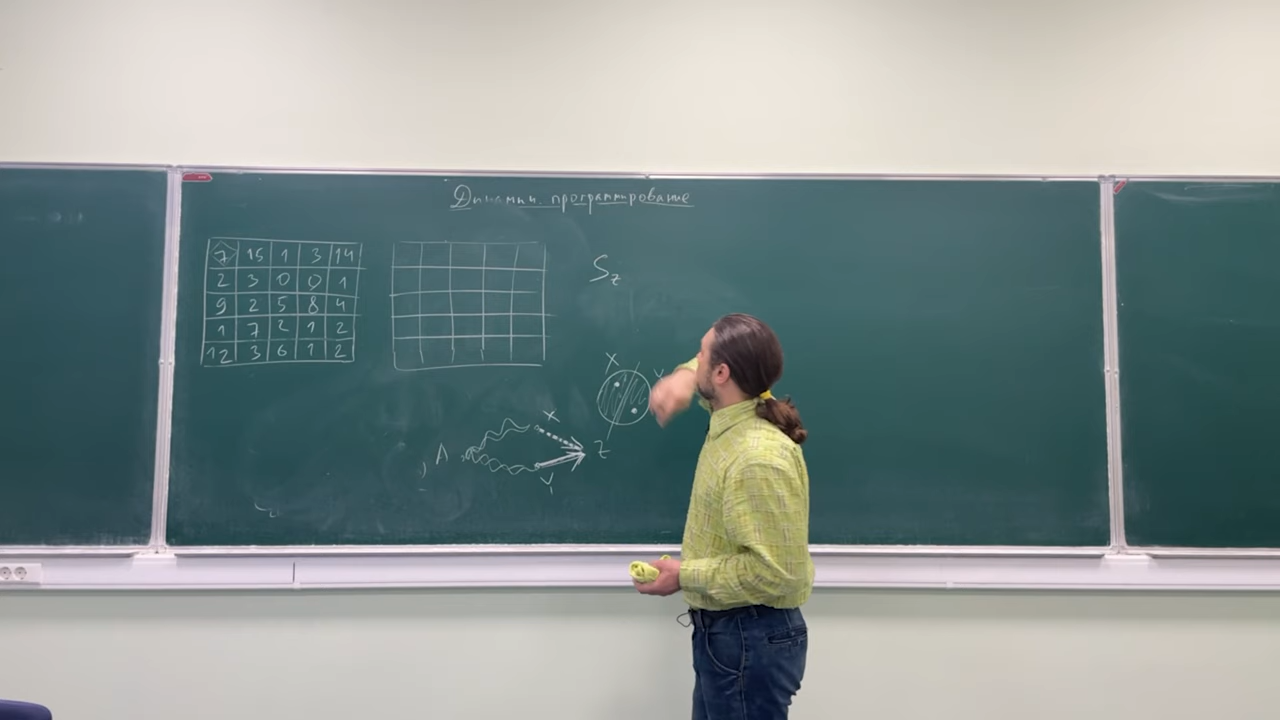 Динамич. программирование
7 15 1 3 14
2 3 0 0 1
9 2 5 8 4
1 7 2 1 2
12 3 6 1 2
S_z
X
Y
A
X
Z
Y